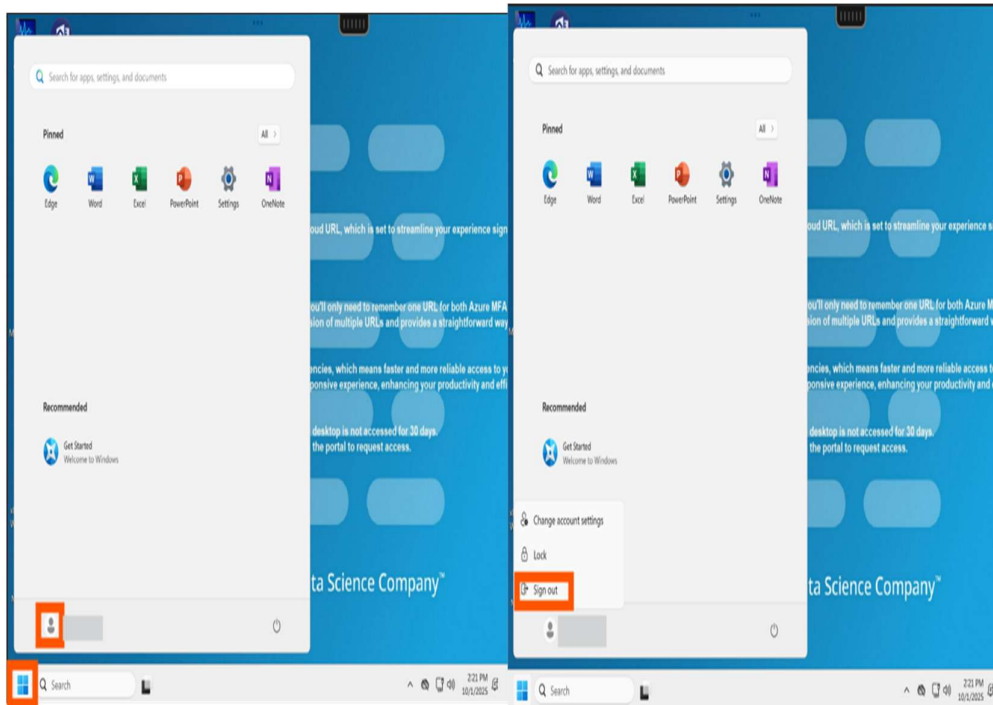 Search for apps, settings, and documents
Pinned
All
Edge
Word
Excel
PowerPoint
Settings
OneNote
oud URL, which is set to streamline your experience sign
ou'll only need to remember one URL for both Azure MFA
sion of multiple URLs and provides a straightforward way
encies, which means faster and more reliable access to y
ponsive experience, enhancing your productivity and effi
Recommended
desktop is not accessed for 30 days.
Get Started
the portal to request access.
Welcome to Windows
ta Science Company™
Search
2:21 PM
10/1/2025
Search for apps, settings, and documents
Pinned
All
Edge
Word
Excel
PowerPoint
Settings
OneNote
oud URL, which is set to streamline your experience s
ou'll only need to remember one URL for both Azure M
sion of multiple URLs and provides a straightforward w
encies, which means faster and more reliable access to
ponsive experience, enhancing your productivity and
Recommended
desktop is not accessed for 30 days.
Get Started
the portal to request access.
Welcome to Windows
Change account settings
Lock
Sign out
ta Science Company™
Search
2:21 PM
10/1/2025